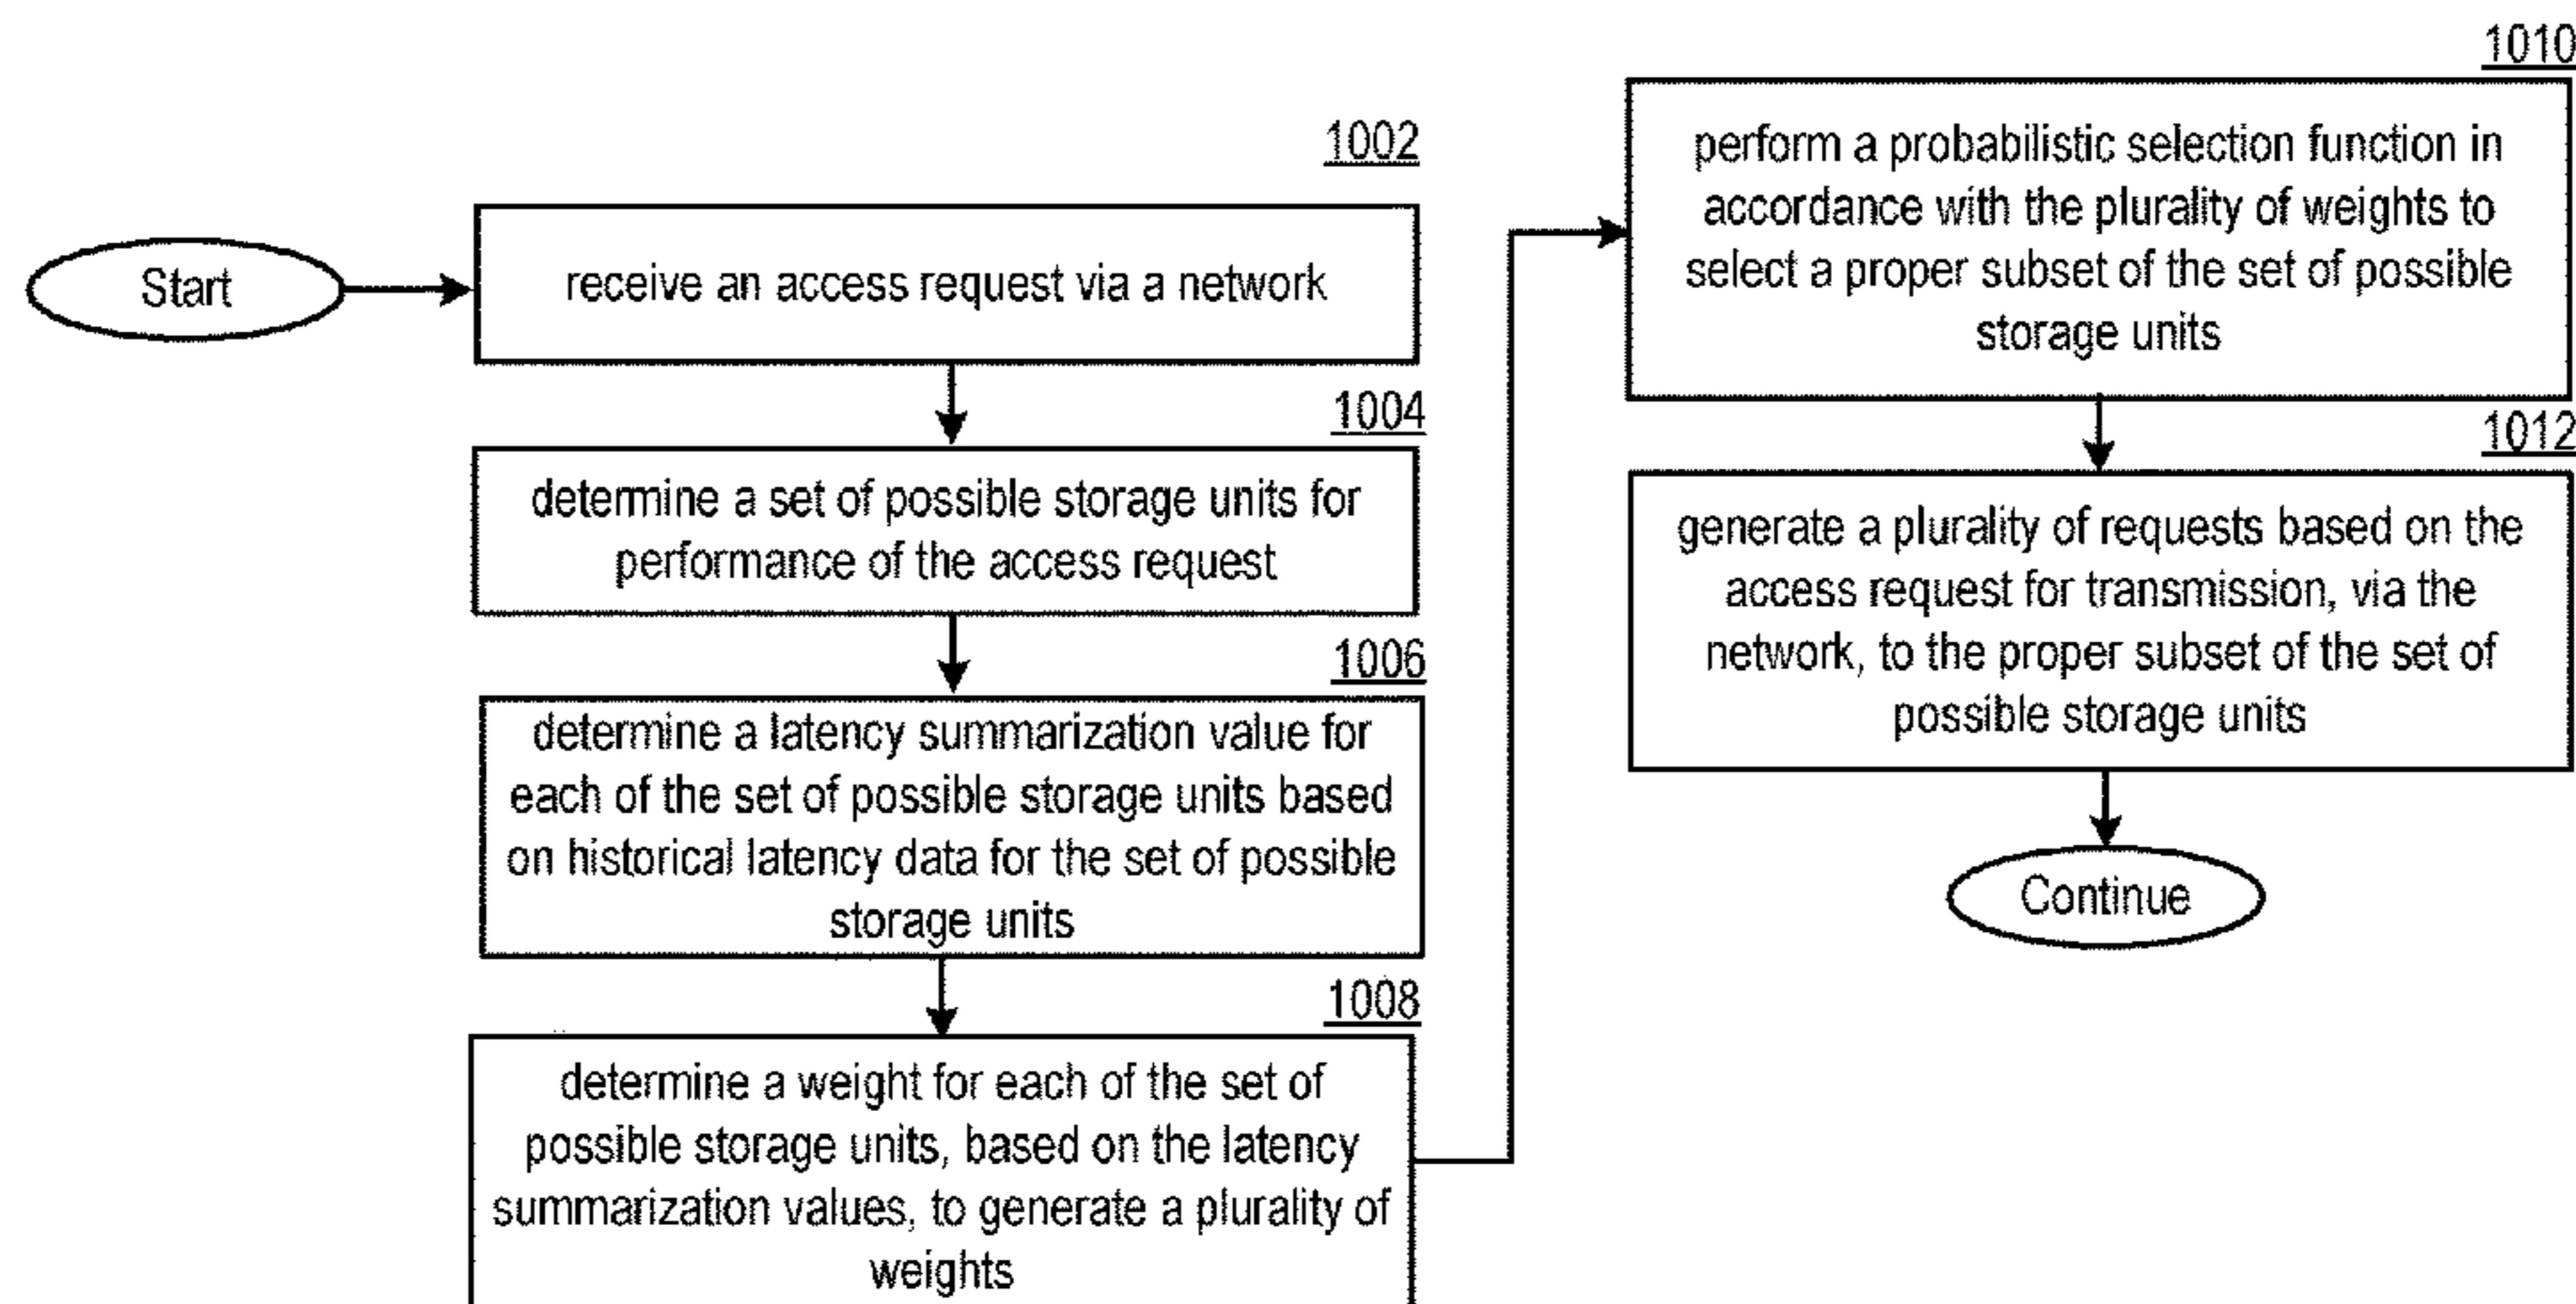 Start
1002
receive an access request via a network
1004
determine a set of possible storage units for
performance of the access request
1006
determine a latency summarization value for
each of the set of possible storage units based
on historical latency data for the set of possible
storage units
1008
determine a weight for each of the set of
possible storage units, based on the latency
summarization values, to generate a plurality of
weights
1010
perform a probabilistic selection function in
accordance with the plurality of weights to
select a proper subset of the set of possible
storage units
1012
generate a plurality of requests based on the
access request for transmission, via the
network, to the proper subset of the set of
possible storage units
Continue